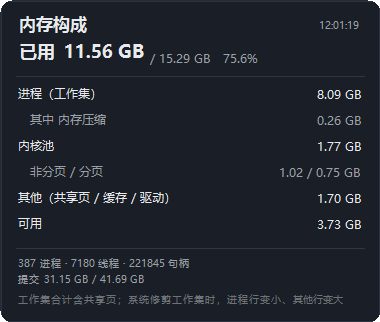 内存构成 12:01:19
已用 11.56 GB / 15.29 GB 75.6%
进程（工作集） 8.09 GB
其中 内存压缩 0.26 GB
内核池 1.77 GB
非分页 / 分页 1.02 / 0.75 GB
其他（共享页 / 缓存 / 驱动） 1.70 GB
可用 3.73 GB
387 进程 · 7180 线程 · 221845 句柄
提交 31.15 GB / 41.69 GB
工作集合计含共享页；系统修剪工作集时，进程行变小、其他行变大